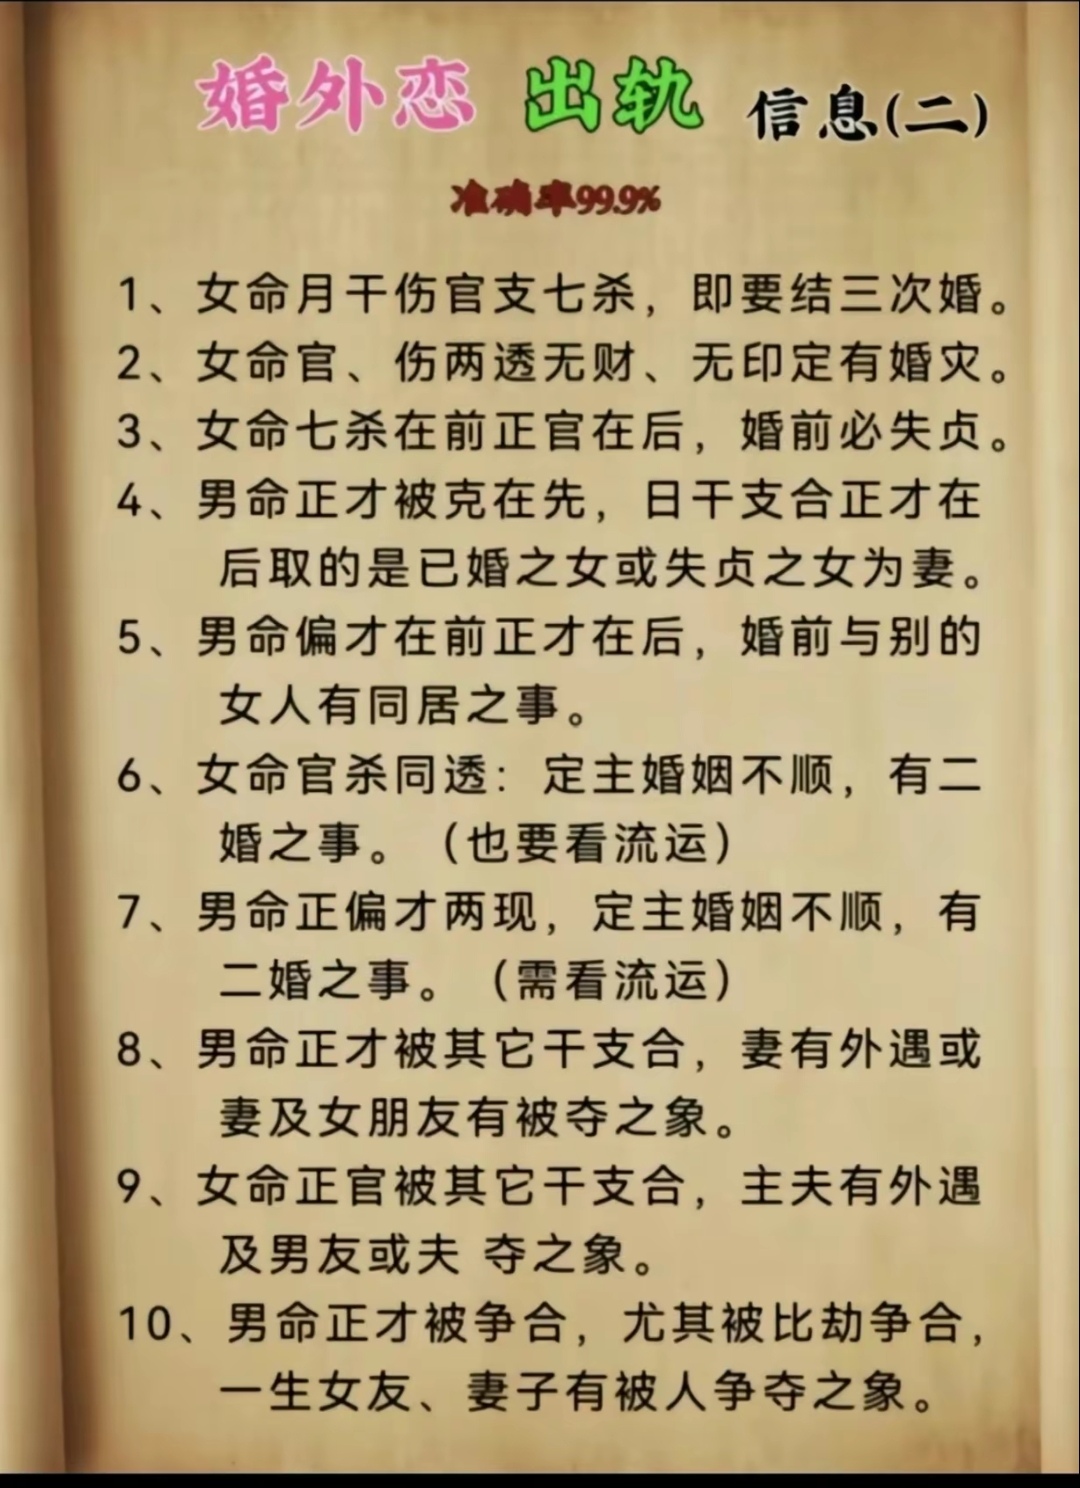 婚外恋 出轨 信息(二)
准确率99.9%
1、女命月干伤官支七杀，即要结三次婚。
2、女命官、伤两透无财、无印定有婚灾。
3、女命七杀在前正官在后，婚前必失贞。
4、男命正才被克在先，日干支合正才在
后取的是已婚之女或失贞之女为妻。
5、男命偏才在前正才在后，婚前与别的
女人有同居之事。
6、女命官杀同透：定主婚姻不顺，有二
婚之事。（也要看流运）
7、男命正偏才两现，定主婚姻不顺，有
二婚之事。（需看流运）
8、男命正才被其它干支合，妻有外遇或
妻及女朋友有被夺之象。
9、女命正官被其它干支合，主夫有外遇
及男友或夫 夺之象。
10、男命正才被争合，尤其被比劫争合，
一生女友、妻子有被人争夺之象。